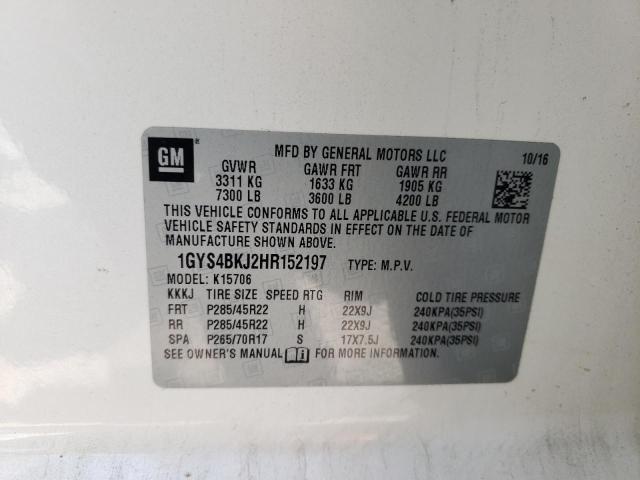 GM
MFD BY GENERAL MOTORS LLC 10/16
GVWR GAWR FRT GAWR RR
3311 KG 1633 KG 1905 KG
7300 LB 3600 LB 4200 LB
THIS VEHICLE CONFORMS TO ALL APPLICABLE U.S. FEDERAL MOTOR
VEHICLE SAFETY STANDARDS IN EFFECT ON THE DATE OF
MANUFACTURE SHOWN ABOVE.
1GYS4BKJ2HR152197 TYPE: M.P.V.
MODEL: K15706
KKKJ TIRE SIZE SPEED RTG RIM COLD TIRE PRESSURE
FRT P285/45R22 H 22X9J 240KPA(35PSI)
RR P285/45R22 H 22X9J 240KPA(35PSI)
SPA P265/70R17 S 17X7.5J 240KPA(35PSI)
SEE OWNER'S MANUAL FOR MORE INFORMATION.